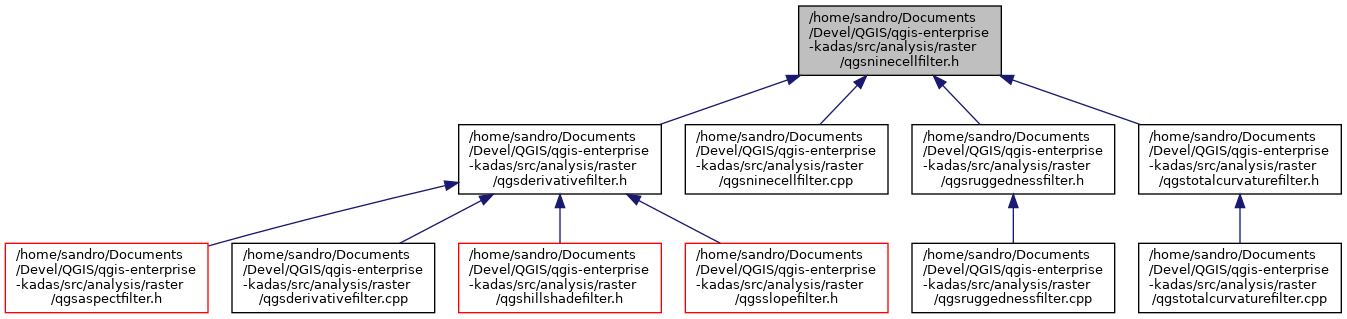 /home/sandro/Documents
/Devel/QGIS/qgis-enterprise
-kadas/src/analysis/raster
/qgsninecellfilter.h
/home/sandro/Documents
/Devel/QGIS/qgis-enterprise
-kadas/src/analysis/raster
/qgsderivativefilter.h
/home/sandro/Documents
/Devel/QGIS/qgis-enterprise
-kadas/src/analysis/raster
/qgsninecellfilter.cpp
/home/sandro/Documents
/Devel/QGIS/qgis-enterprise
-kadas/src/analysis/raster
/qgsruggednessfilter.h
/home/sandro/Documents
/Devel/QGIS/qgis-enterprise
-kadas/src/analysis/raster
/qgstotalcurvaturefilter.h
/home/sandro/Documents
/Devel/QGIS/qgis-enterprise
-kadas/src/analysis/raster
/qgsaspectfilter.h
/home/sandro/Documents
/Devel/QGIS/qgis-enterprise
-kadas/src/analysis/raster
/qgsderivativefilter.cpp
/home/sandro/Documents
/Devel/QGIS/qgis-enterprise
-kadas/src/analysis/raster
/qgshillshadefilter.h
/home/sandro/Documents
/Devel/QGIS/qgis-enterprise
-kadas/src/analysis/raster
/qgsslopefilter.h
/home/sandro/Documents
/Devel/QGIS/qgis-enterprise
-kadas/src/analysis/raster
/qgsruggednessfilter.cpp
/home/sandro/Documents
/Devel/QGIS/qgis-enterprise
-kadas/src/analysis/raster
/qgstotalcurvaturefilter.cpp